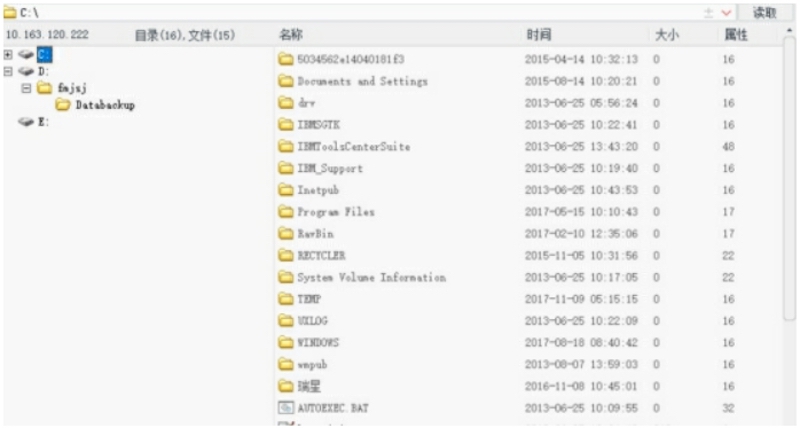 C:\ 读取
10.163.120.222 目录(16),文件(15) 名称 时间 大小 属性
C:
D:
fmjsj
Databackup
E:
5034562e14040181f3 2015-04-14 10:32:13 0 16
Documents and Settings 2015-08-14 10:20:21 0 16
drv 2013-06-25 05:56:24 0 16
IBMSGTK 2013-06-25 10:22:41 0 16
IBMToolsCenterSuite 2013-06-25 13:43:20 0 48
IBM_Support 2013-06-25 10:19:40 0 16
Inetpub 2013-06-25 10:43:53 0 16
Program Files 2017-05-15 10:10:43 0 17
RavBin 2017-02-10 12:35:06 0 17
RECYCLER 2015-11-05 10:31:56 0 22
System Volume Information 2013-06-25 10:17:05 0 22
TEMP 2017-11-09 05:15:15 0 16
UXLOG 2013-06-25 10:22:09 0 16
WINDOWS 2017-08-18 08:40:42 0 16
wmpub 2013-08-07 13:59:03 0 16
瑞星 2016-11-08 10:45:01 0 16
AUTOEXEC.BAT 2013-06-25 10:09:55 0 32